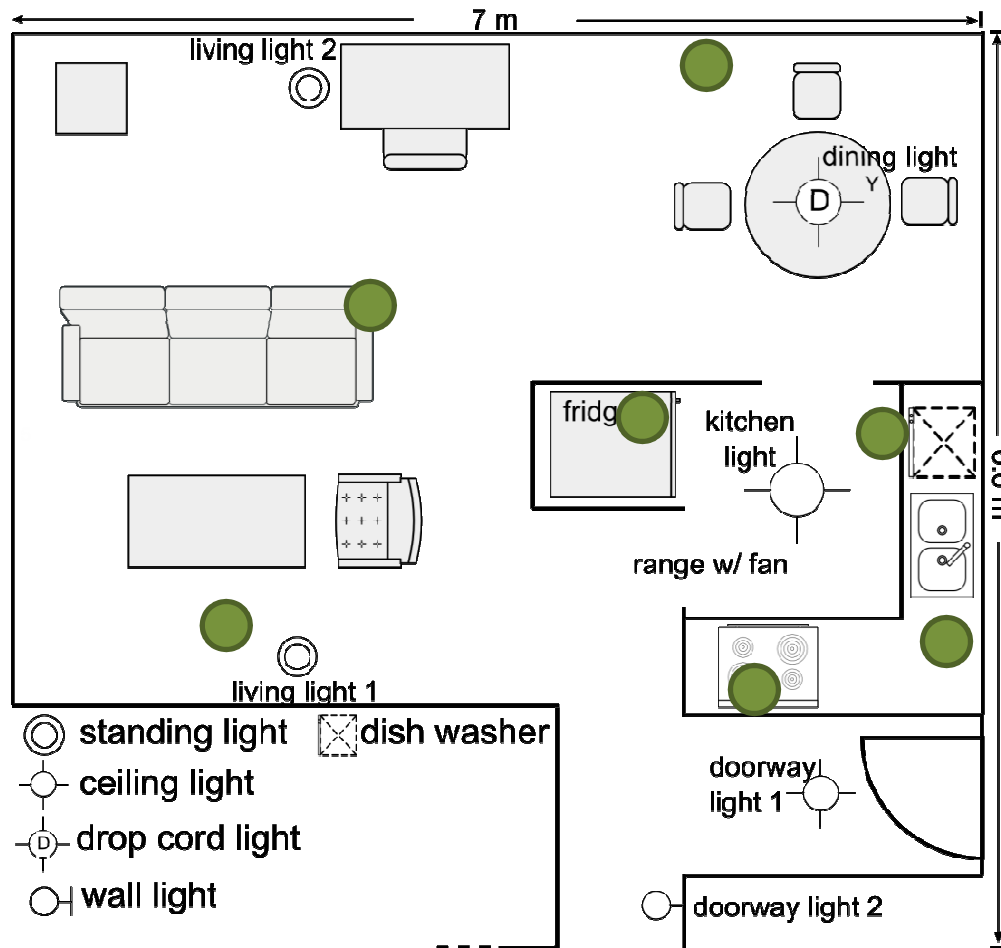 7 m
living light 2
dining light
Y
D
fridg
kitchen
light
range w/ fan
living light 1
standing light
dish washer
ceiling light
D
drop cord light
wall light
doorway
light 1
doorway light 2